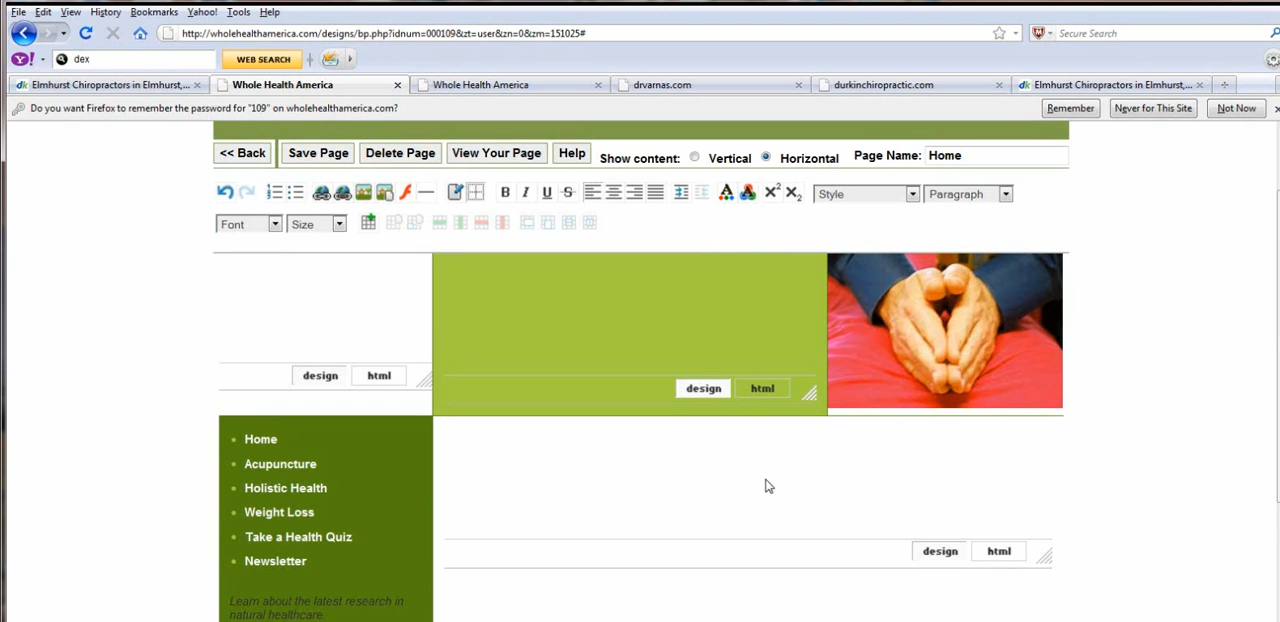 File Edit View History Bookmarks Yahoo! Tools Help
http://wholehealthamerica.com/designs/bp.php?idnum=000109&zt=user&zn=0&zm=151025# Secure Search
Y! dex WEB SEARCH
dk Elmhurst Chiropractors in Elmhurst,... Whole Health America Whole Health America drvarnas.com durkinchiropractic.com dk Elmhurst Chiropractors in Elmhurst,...
Do you want Firefox to remember the password for "109" on wholehealthamerica.com? Remember Never for This Site Not Now
<< Back Save Page Delete Page View Your Page Help Show content: Vertical Horizontal Page Name: Home
B I U S X² X₂ Style Paragraph
Font Size
design html
design html
Home
Acupuncture
Holistic Health
Weight Loss
Take a Health Quiz
Newsletter
design html
Learn about the latest research in
natural healthcare.